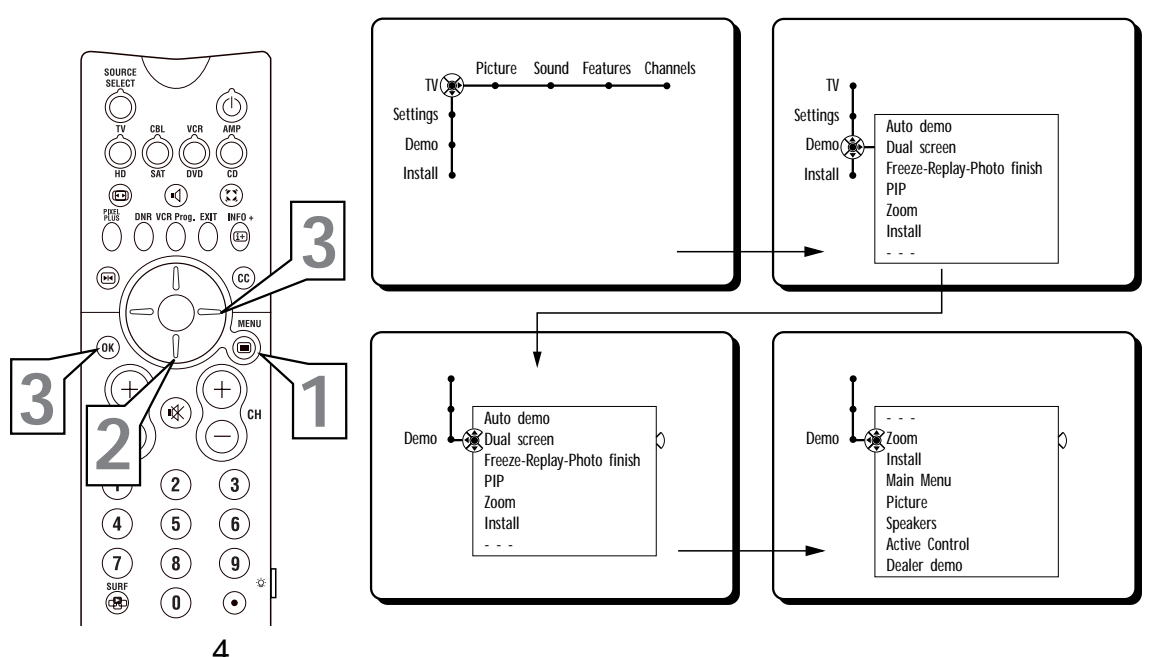 SOURCE
SELECT
TV CBL VCR AMP
HD SAT DVD CD
PIXEL
PLUS
DNR VCR Prog. EXIT INFO +
i+
CC
MENU
OK
CH
3
3
2
1
1 2 3
4 5 6
7 8 9
SURF
P
0
4
Picture Sound Features Channels
TV
Settings
Demo
Install
TV
Settings
Demo
Install
Auto demo
Dual screen
Freeze-Replay-Photo finish
PIP
Zoom
Install
- - -
Demo
Auto demo
Dual screen
Freeze-Replay-Photo finish
PIP
Zoom
Install
- - -
Demo
- - -
Zoom
Install
Main Menu
Picture
Speakers
Active Control
Dealer demo